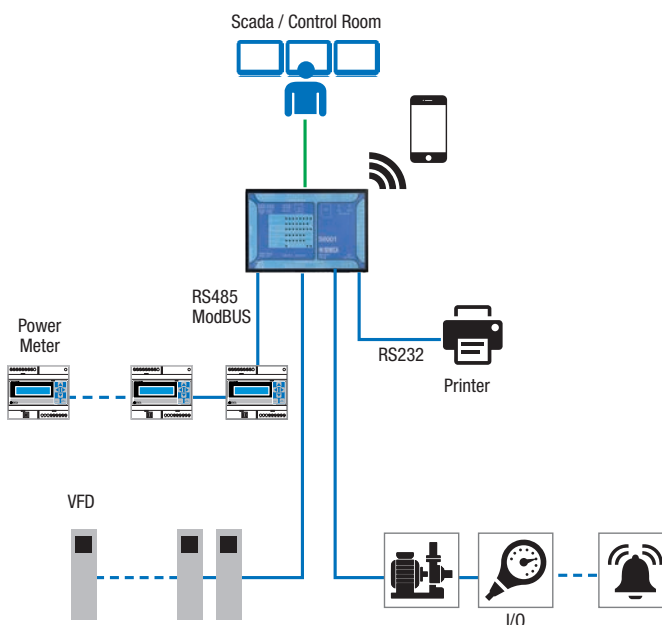 Scada / Control Room
RS485
ModBUS
Power
Meter
RS232
Printer
VFD
I/O